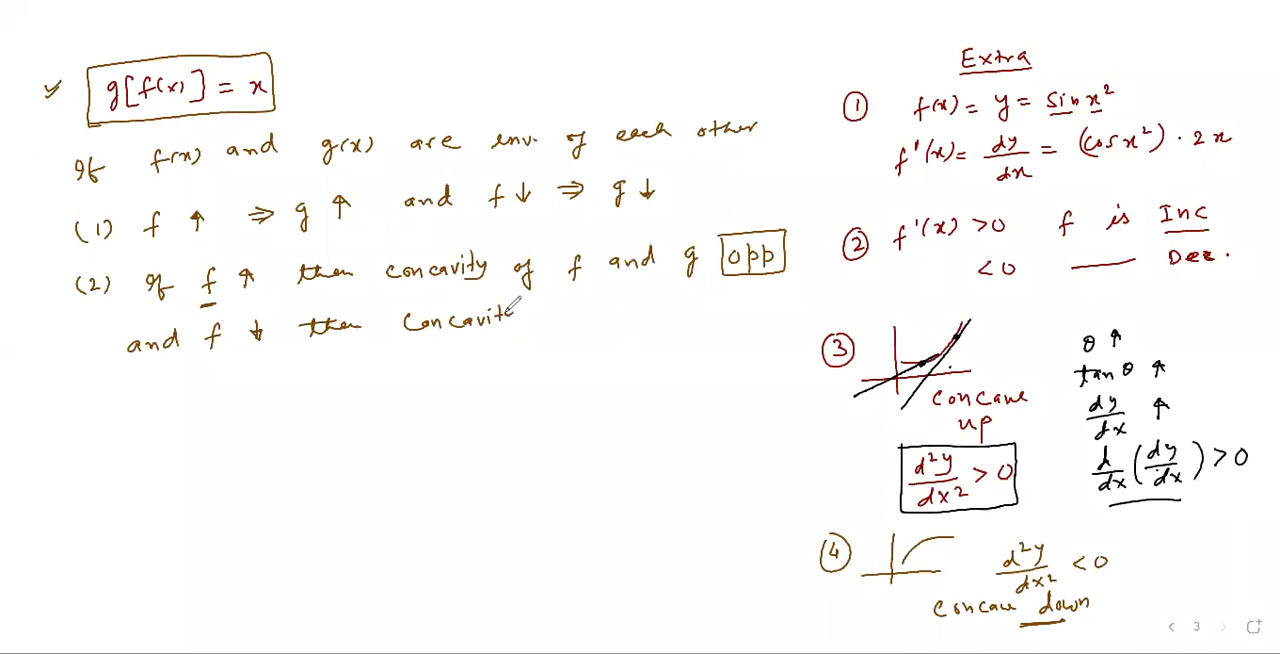 g[f(x)] = x
If f(x) and g(x) are inv. of each other
(1) f ↑ ⇒ g ↑ and f ↓ ⇒ g ↓
(2) If f ↑ then concavity of f and g opp
and f ↓ then concavite
Extra
① f(x) = y = sin x²
f'(x) = dy/dx = (cos x²) · 2x
② f'(x) > 0 f is Inc
< 0 —— Dec.
③
concave
up
d²y/dx² > 0
θ ↑
tan θ ↑
dy/dx ↑
d/dx (dy/dx) > 0
④ d²y/dx² < 0
concave down
< 3 >